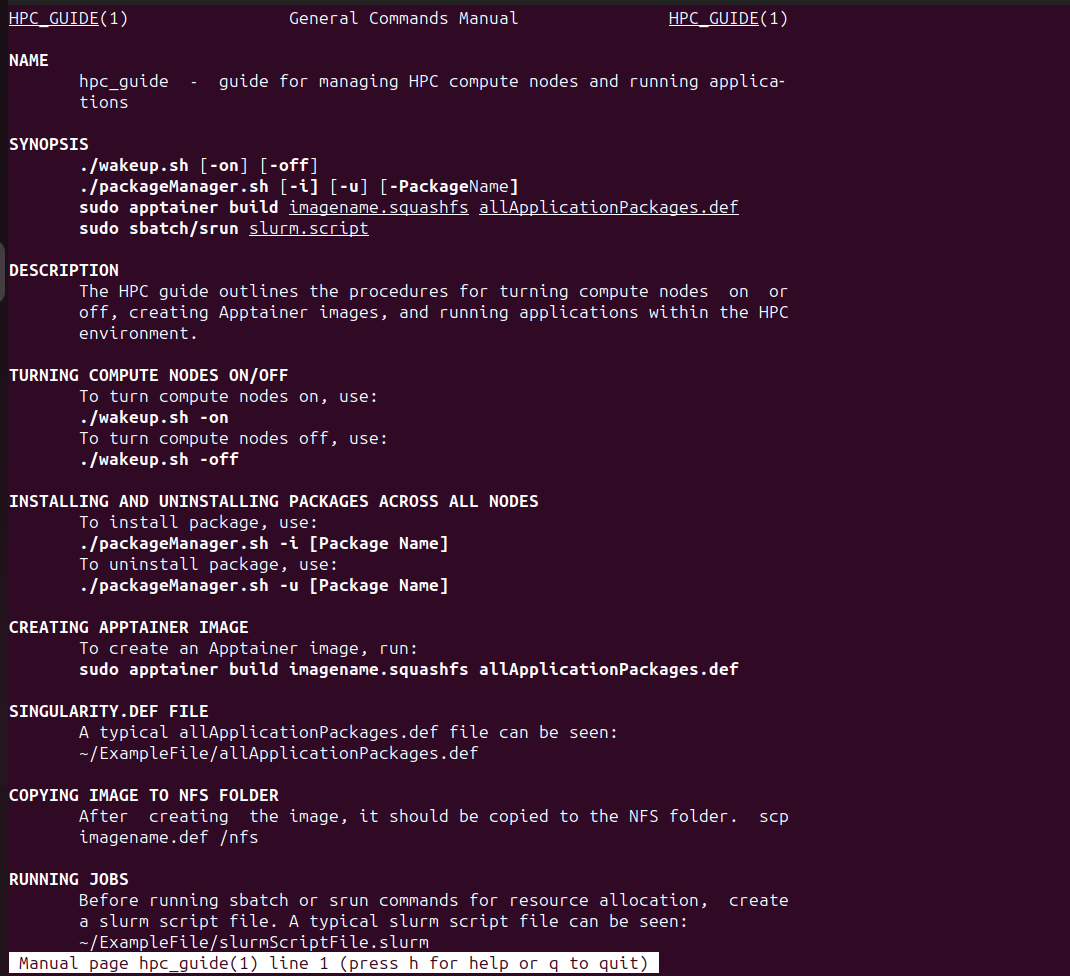 HPC_GUIDE(1) General Commands Manual HPC_GUIDE(1)
NAME
hpc_guide - guide for managing HPC compute nodes and running applica-
tions
SYNOPSIS
./wakeup.sh [-on] [-off]
./packageManager.sh [-i] [-u] [-PackageName]
sudo apptainer build imagename.squashfs allApplicationPackages.def
sudo sbatch/srun slurm.script
DESCRIPTION
The HPC guide outlines the procedures for turning compute nodes on or
off, creating Apptainer images, and running applications within the HPC
environment.
TURNING COMPUTE NODES ON/OFF
To turn compute nodes on, use:
./wakeup.sh -on
To turn compute nodes off, use:
./wakeup.sh -off
INSTALLING AND UNINSTALLING PACKAGES ACROSS ALL NODES
To install package, use:
./packageManager.sh -i [Package Name]
To uninstall package, use:
./packageManager.sh -u [Package Name]
CREATING APPTAINER IMAGE
To create an Apptainer image, run:
sudo apptainer build imagename.squashfs allApplicationPackages.def
SINGULARITY.DEF FILE
A typical allApplicationPackages.def file can be seen:
~/ExampleFile/allApplicationPackages.def
COPYING IMAGE TO NFS FOLDER
After creating the image, it should be copied to the NFS folder. scp
imagename.def /nfs
RUNNING JOBS
Before running sbatch or srun commands for resource allocation, create
a slurm script file. A typical slurm script file can be seen:
~/ExampleFile/slurmScriptFile.slurm
Manual page hpc_guide(1) line 1 (press h for help or q to quit)